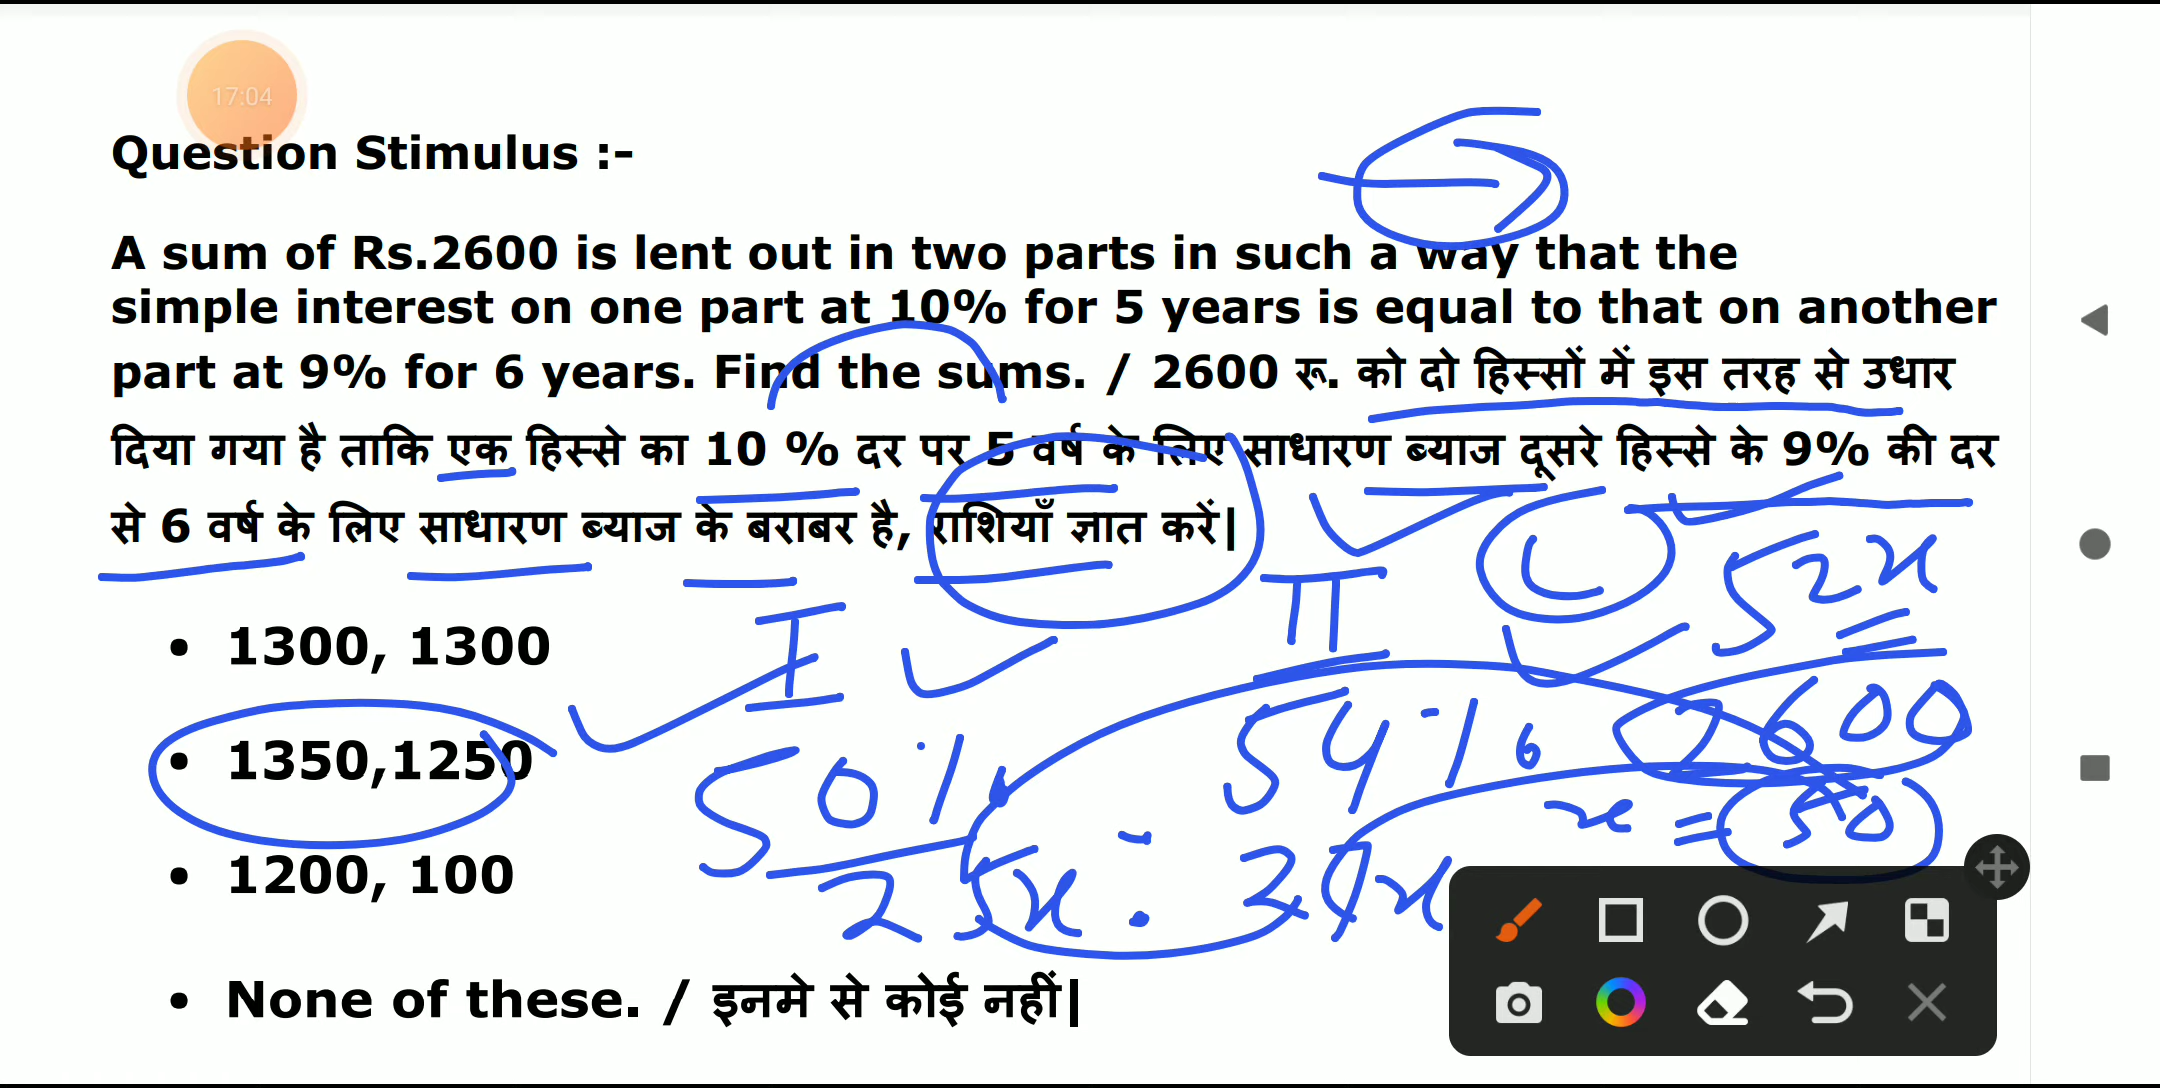 17:04
Question Stimulus :-
A sum of Rs.2600 is lent out in two parts in such a way that the
simple interest on one part at 10% for 5 years is equal to that on another
part at 9% for 6 years. Find the sums. / 2600 रू. को दो हिस्सों में इस तरह से उधार
दिया गया है ताकि एक हिस्से का 10 % दर पर 5 वर्ष के लिए साधारण ब्याज दूसरे हिस्से के 9% की दर
से 6 वर्ष के लिए साधारण ब्याज के बराबर है, राशियाँ ज्ञात करें|
I II 52x
• 1300, 1300
• 1350,1250
50% 54% 2600
x = 50
• 1200, 100
25x : 27x
• None of these. / इनमे से कोई नहीं|